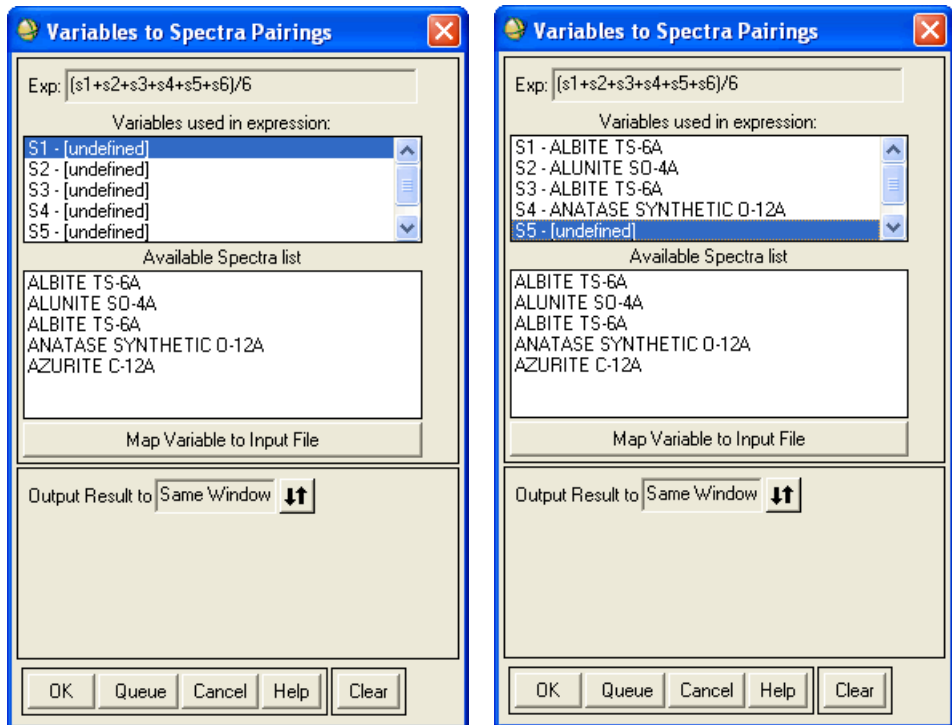 Variables to Spectra Pairings
Exp: (s1+s2+s3+s4+s5+s6)/6
Variables used in expression:
S1 - [undefined]
S2 - [undefined]
S3 - [undefined]
S4 - [undefined]
S5 - [undefined]
Available Spectra list
ALBITE TS-6A
ALUNITE SO-4A
ALBITE TS-6A
ANATASE SYNTHETIC O-12A
AZURITE C-12A
Map Variable to Input File
Output Result to Same Window
OK Queue Cancel Help Clear
Variables to Spectra Pairings
Exp: (s1+s2+s3+s4+s5+s6)/6
Variables used in expression:
S1 - ALBITE TS-6A
S2 - ALUNITE SO-4A
S3 - ALBITE TS-6A
S4 - ANATASE SYNTHETIC O-12A
S5 - [undefined]
Available Spectra list
ALBITE TS-6A
ALUNITE SO-4A
ALBITE TS-6A
ANATASE SYNTHETIC O-12A
AZURITE C-12A
Map Variable to Input File
Output Result to Same Window
OK Queue Cancel Help Clear